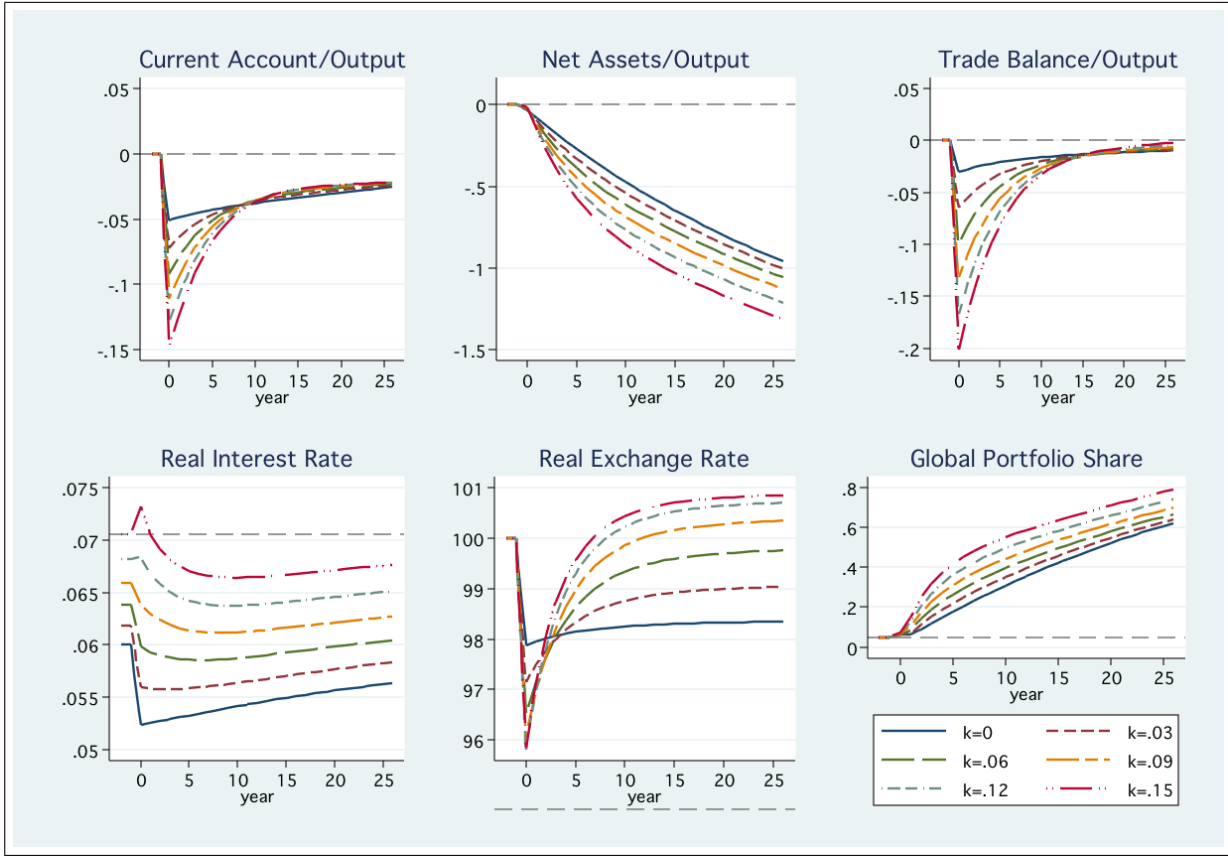 Current Account/Output
.05
0
-.05
-.1
-.15
0 5 10 15 20 25
year
Net Assets/Output
0
-.5
-1
-1.5
0 5 10 15 20 25
year
Trade Balance/Output
.05
0
-.05
-.1
-.15
-.2
0 5 10 15 20 25
year
Real Interest Rate
.075
.07
.065
.06
.055
.05
0 5 10 15 20 25
year
Real Exchange Rate
101
100
99
98
97
96
0 5 10 15 20 25
year
Global Portfolio Share
.8
.6
.4
.2
0
0 5 10 15 20 25
year
k=0 k=.03
k=.06 k=.09
k=.12 k=.15